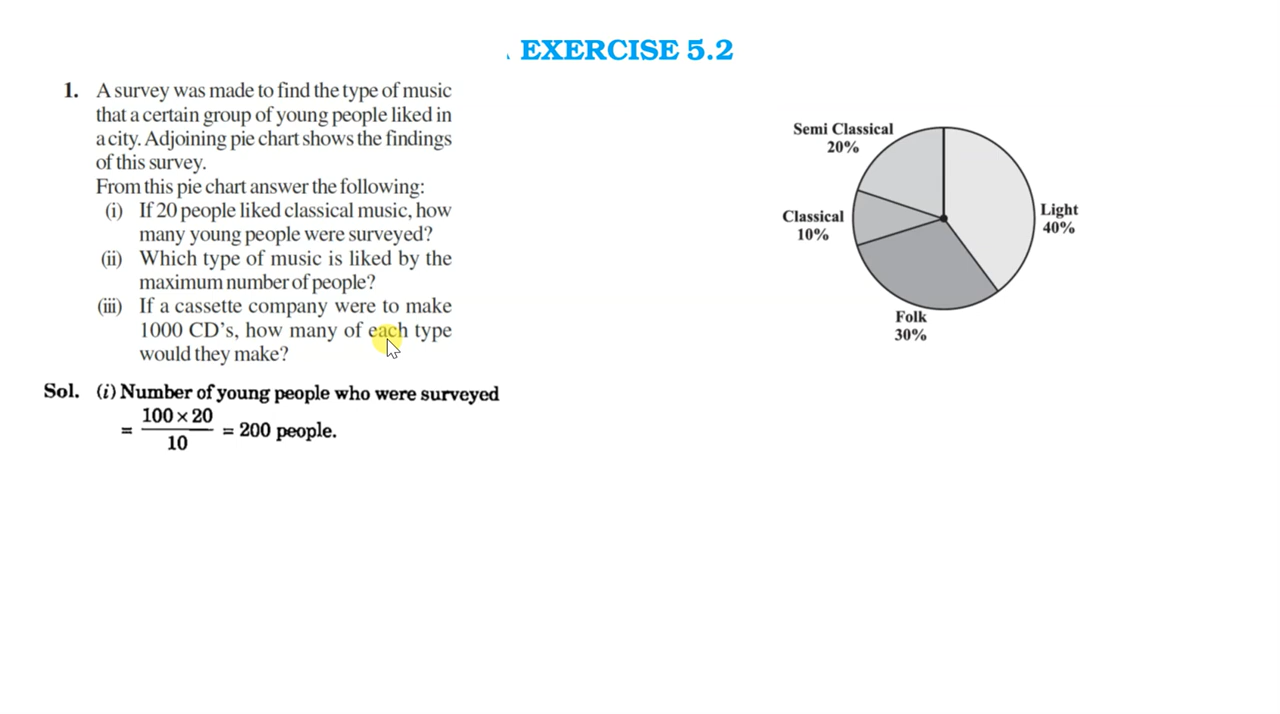 EXERCISE 5.2
1. A survey was made to find the type of music
that a certain group of young people liked in
a city. Adjoining pie chart shows the findings
of this survey.
From this pie chart answer the following:
(i) If 20 people liked classical music, how
many young people were surveyed?
(ii) Which type of music is liked by the
maximum number of people?
(iii) If a cassette company were to make
1000 CD's, how many of each type
would they make?
Sol. (i) Number of young people who were surveyed
= 100 × 20 / 10 = 200 people.
Semi Classical
20%
Classical
10%
Light
40%
Folk
30%